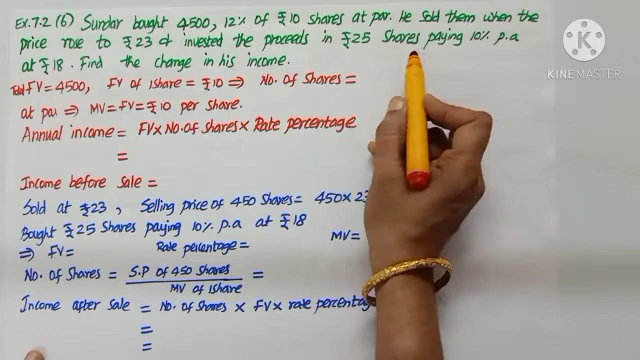 Ex.7.2 (6) Sundar bought 4500, 12% of ₹10 shares at par. He sold them when the
price rose to ₹23 & invested the proceeds in ₹25 shares paying 10% p.a
at ₹18. Find the change in his income.
KINEMASTER
Total FV=4500, FV of 1share = ₹10 ⇒ No. of Shares =
at par ⇒ MV=FV=₹10 per share.
Annual income = FV×No.of shares× Rate percentage
=
Income before sale =
Sold at ₹23, Selling price of 450 Shares= 450×23
Bought ₹25 Shares paying 10% p.a at ₹18
⇒ FV= Rate percentage= MV=
No. of Shares = S.P of 450 shares / MV of 1share =
Income after sale = No. of Shares × FV× rate percentage
=
=